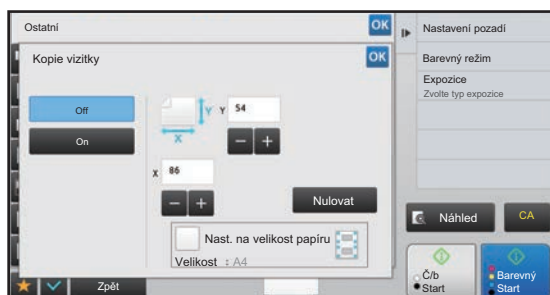 Ostatní
OK
Kopie vizitky
OK
Off
On
Y
X
Y 54
X 86
Nulovat
Nast. na velikost papíru
Velikost : A4
Zpět
Nastavení pozadí
Barevný režim
Expozice
Zvolte typ expozice
Náhled
CA
Č/b
Start
Barevný
Start